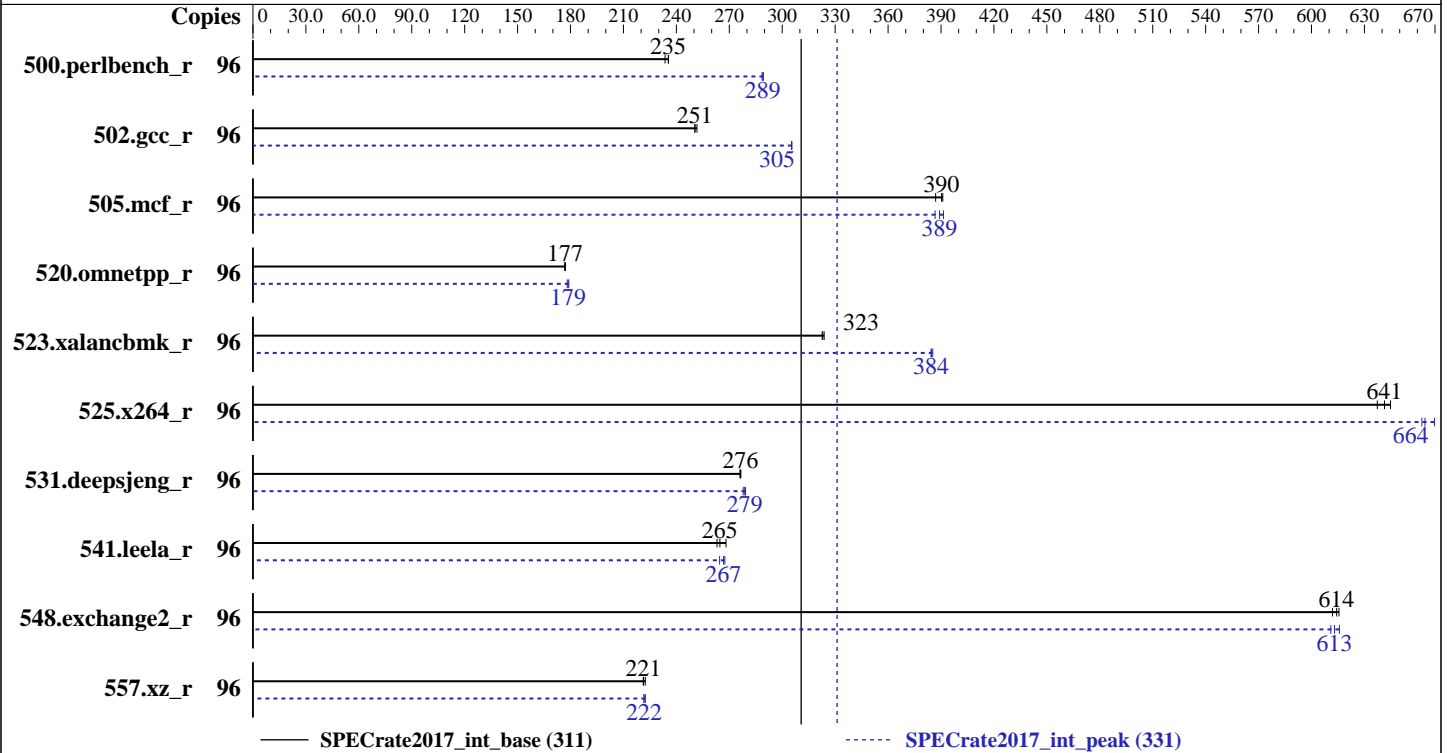 Copies 0 30.0 60.0 90.0 120 150 180 210 240 270 300 330 360 390 420 450 480 510 540 570 600 630 670
235
500.perlbench_r 96
289
251
502.gcc_r 96
305
390
505.mcf_r 96
389
177
520.omnetpp_r 96
179
323
523.xalancbmk_r 96
384
641
525.x264_r 96
664
276
531.deepsjeng_r 96
279
265
541.leela_r 96
267
614
548.exchange2_r 96
613
221
557.xz_r 96
222
SPECrate2017_int_base (311) SPECrate2017_int_peak (331)